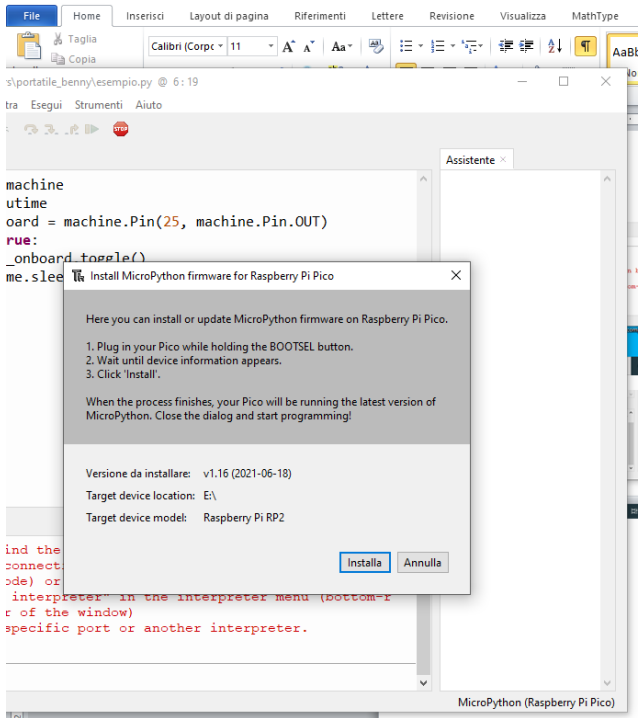 File Home Inserisci Layout di pagina Riferimenti Lettere Revisione Visualizza MathType
Taglia
Copia
Calibri (Corpc 11 A A Aa
AaBb
portatile_benny\esempio.py @ 6:19
tra Esegui Strumenti Aiuto
STOP
Assistente
machine
utime
oard = machine.Pin(25, machine.Pin.OUT)
rue:
_onboard.toggle()
me.slee
Install MicroPython firmware for Raspberry Pi Pico
Here you can install or update MicroPython firmware on Raspberry Pi Pico.
1. Plug in your Pico while holding the BOOTSEL button.
2. Wait until device information appears.
3. Click 'Install'.
When the process finishes, your Pico will be running the latest version of
MicroPython. Close the dialog and start programming!
Versione da installare: v1.16 (2021-06-18)
Target device location: E:\
Target device model: Raspberry Pi RP2
Installa Annulla
ind the
connecti
ode) or
interpreter" in the interpreter menu (bottom-r
r of the window)
specific port or another interpreter.
MicroPython (Raspberry Pi Pico)